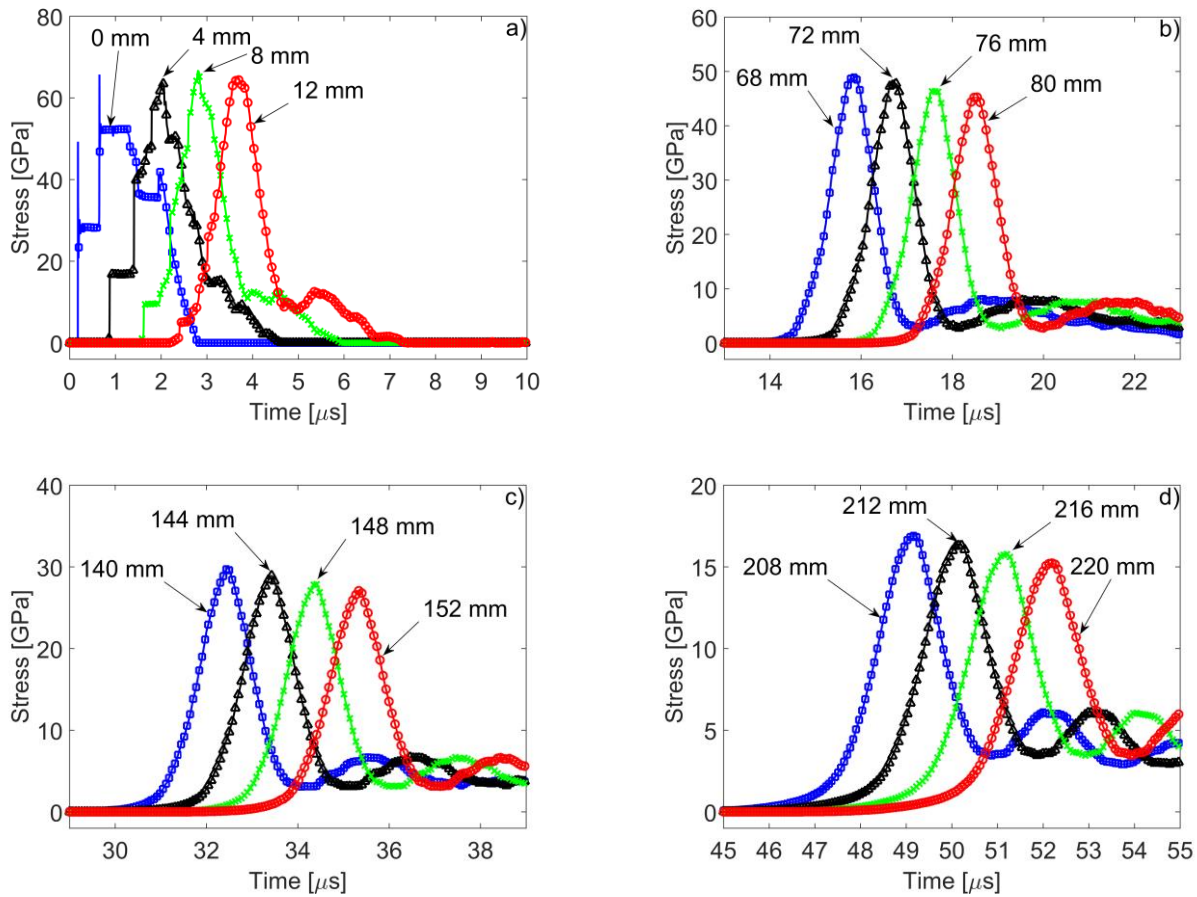 a)
0 mm
4 mm
8 mm
12 mm
Stress [GPa]
80
60
40
20
0
0 1 2 3 4 5 6 7 8 9 10
Time [μs]
b)
72 mm
76 mm
68 mm
80 mm
Stress [GPa]
60
50
40
30
20
10
0
14 16 18 20 22
Time [μs]
c)
144 mm
148 mm
140 mm
152 mm
Stress [GPa]
40
30
20
10
0
30 32 34 36 38
Time [μs]
d)
212 mm
216 mm
208 mm
220 mm
Stress [GPa]
20
15
10
5
0
45 46 47 48 49 50 51 52 53 54 55
Time [μs]